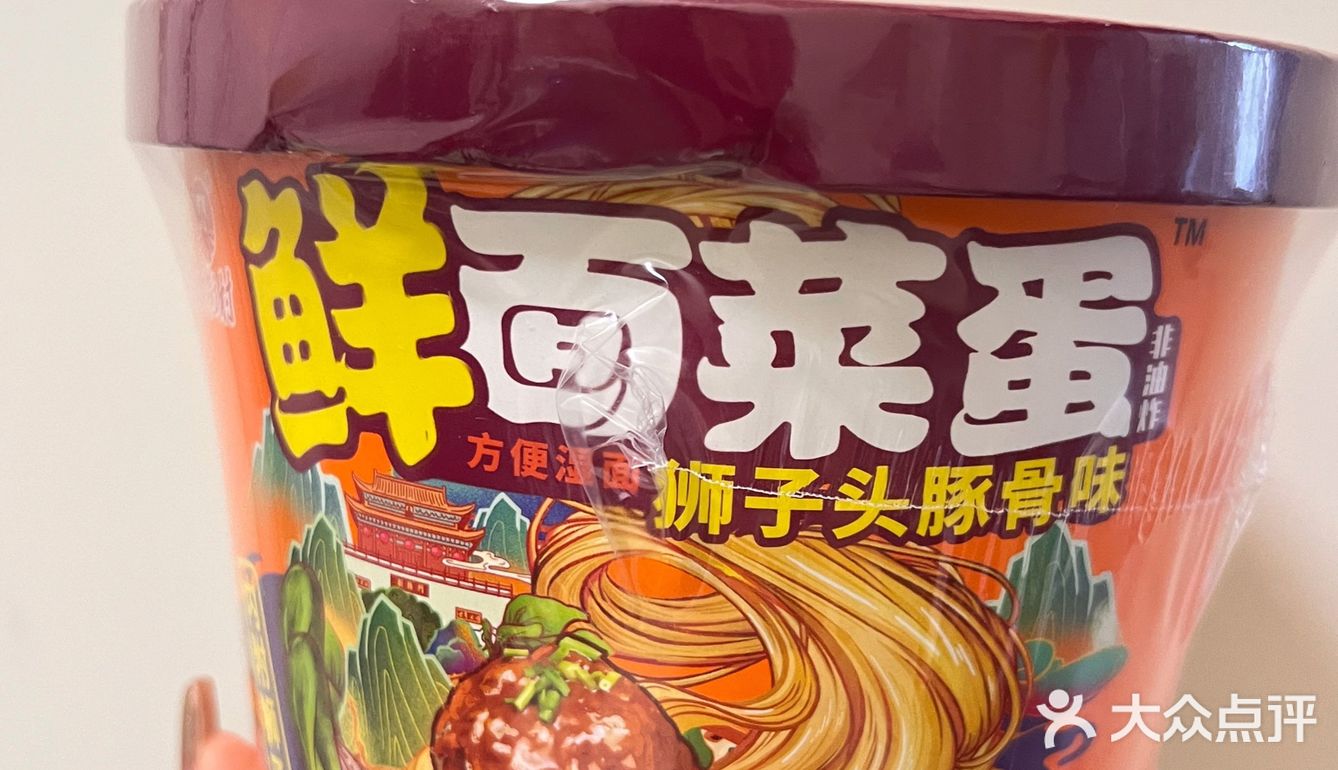 鲜面菜蛋
TM
非油炸
方便湿面
狮子头豚骨味
大众点评